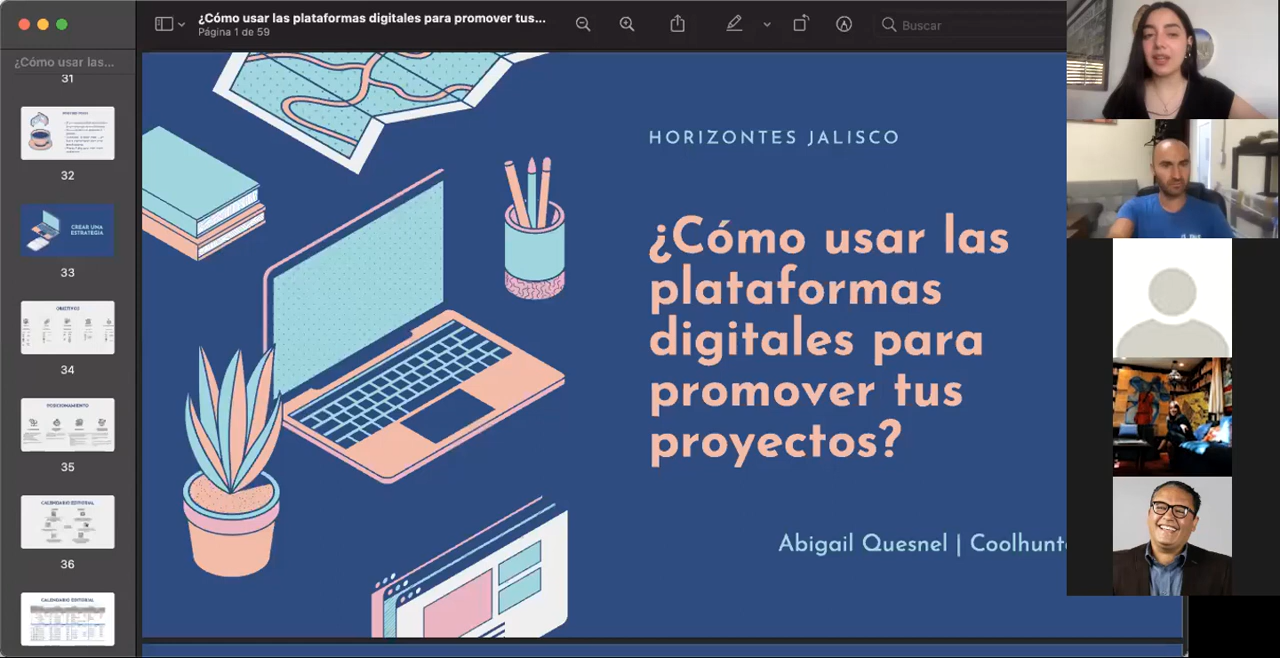 ¿Cómo usar las plataformas digitales para promover tus...
Página 1 de 59
Buscar
¿Cómo usar las...
31
32
CREAR UNA
ESTRATEGIA
33
OBJETIVOS
34
POSICIONAMIENTO
35
CALENDARIO EDITORIAL
36
CALENDARIO EDITORIAL
HORIZONTES JALISCO
¿Cómo usar las
plataformas
digitales para
promover tus
proyectos?
Abigail Quesnel | Coolhunt